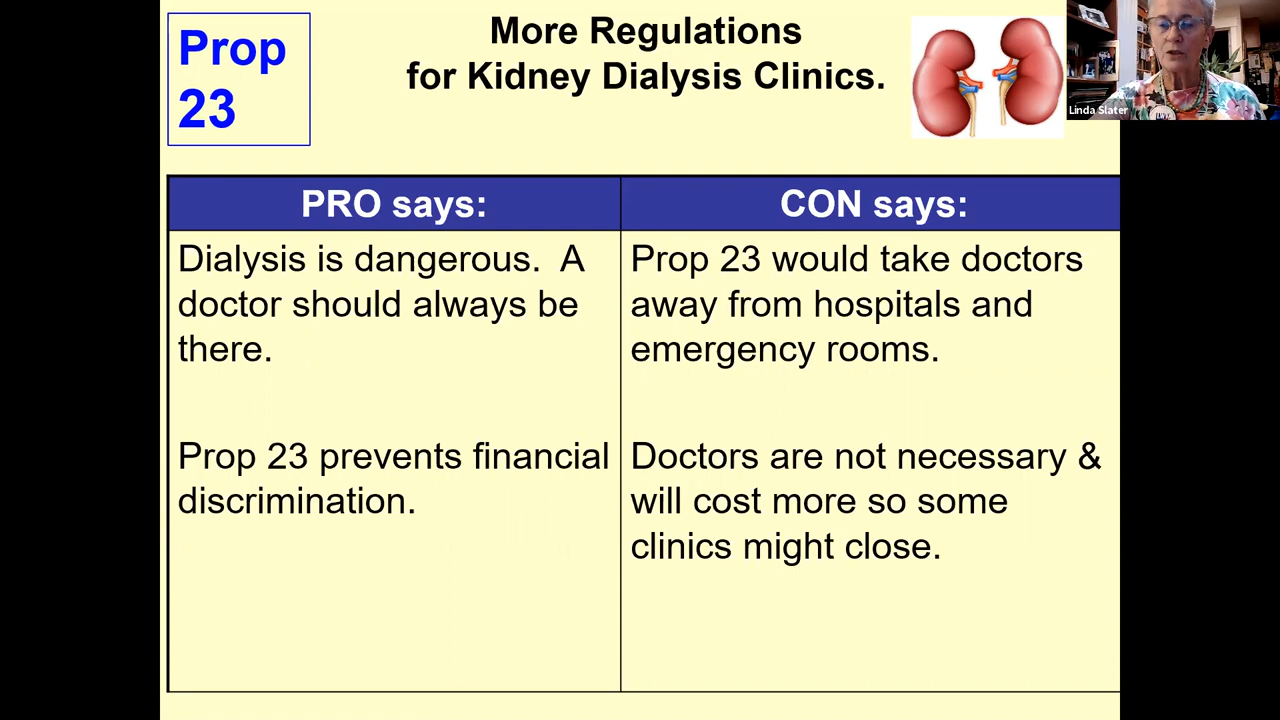 Prop
23
More Regulations
for Kidney Dialysis Clinics.
Linda Slater
PRO says:
CON says:
Dialysis is dangerous.  A
doctor should always be
there.
Prop 23 prevents financial
discrimination.
Prop 23 would take doctors
away from hospitals and
emergency rooms.
Doctors are not necessary &
will cost more so some
clinics might close.